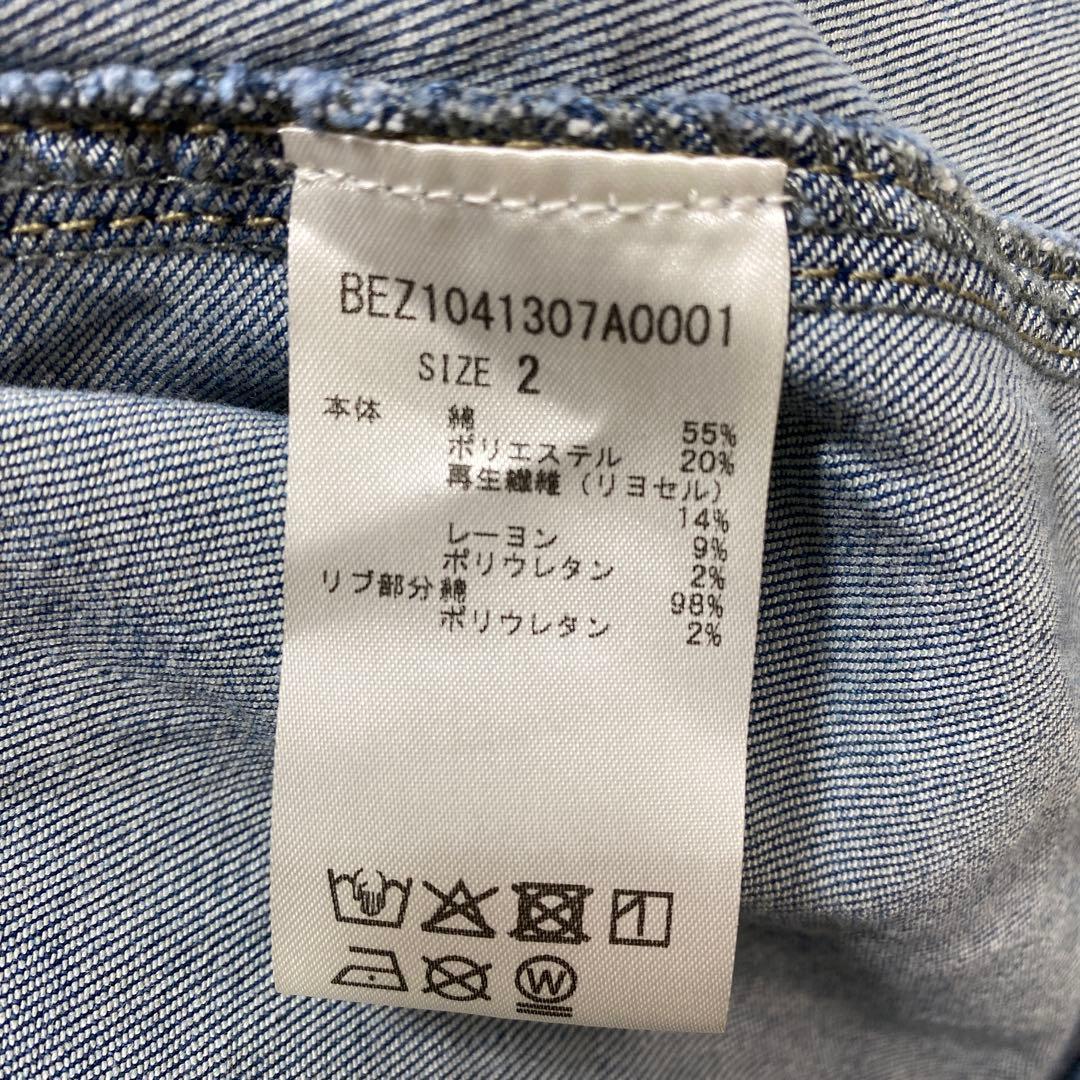 BEZ1041307A0001
SIZE 2
本体 綿 55%
ポリエステル 20%
再生繊維(リヨセル)
14%
レーヨン 9%
ポリウレタン 2%
リブ部分 綿 98%
ポリウレタン 2%
W